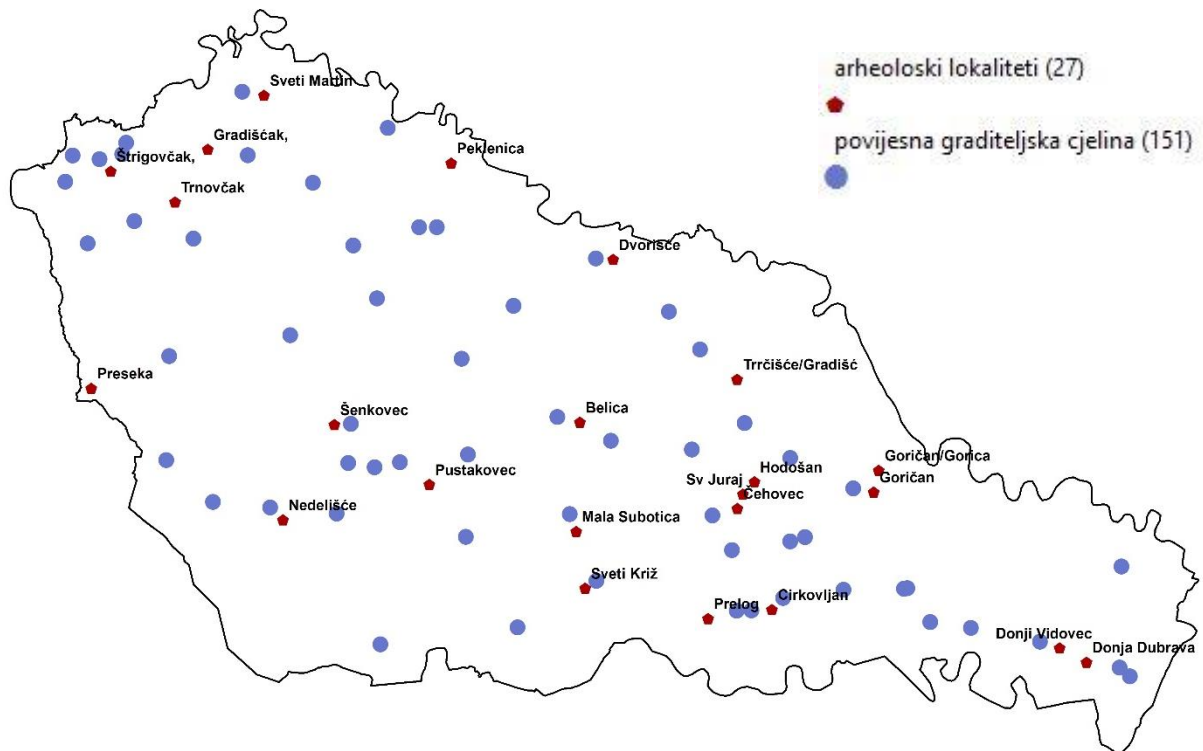 arheoloski lokaliteti (27)
povijesna graditeljska cjelina (151)
Sveti Martin
Gradišćak,
Peklenica
Štrigovčak,
Trnovčak
Dvorišće
Trrčišće/Gradišć
Preseka
Šenkovec
Belica
Goričan/Gorica
Hodošan
Pustakovec
Sv Juraj
Goričan
Čehovec
Nedelišće
Mala Subotica
Sveti Križ
Prelog
Cirkovljan
Donji Vidovec
Donja Dubrava